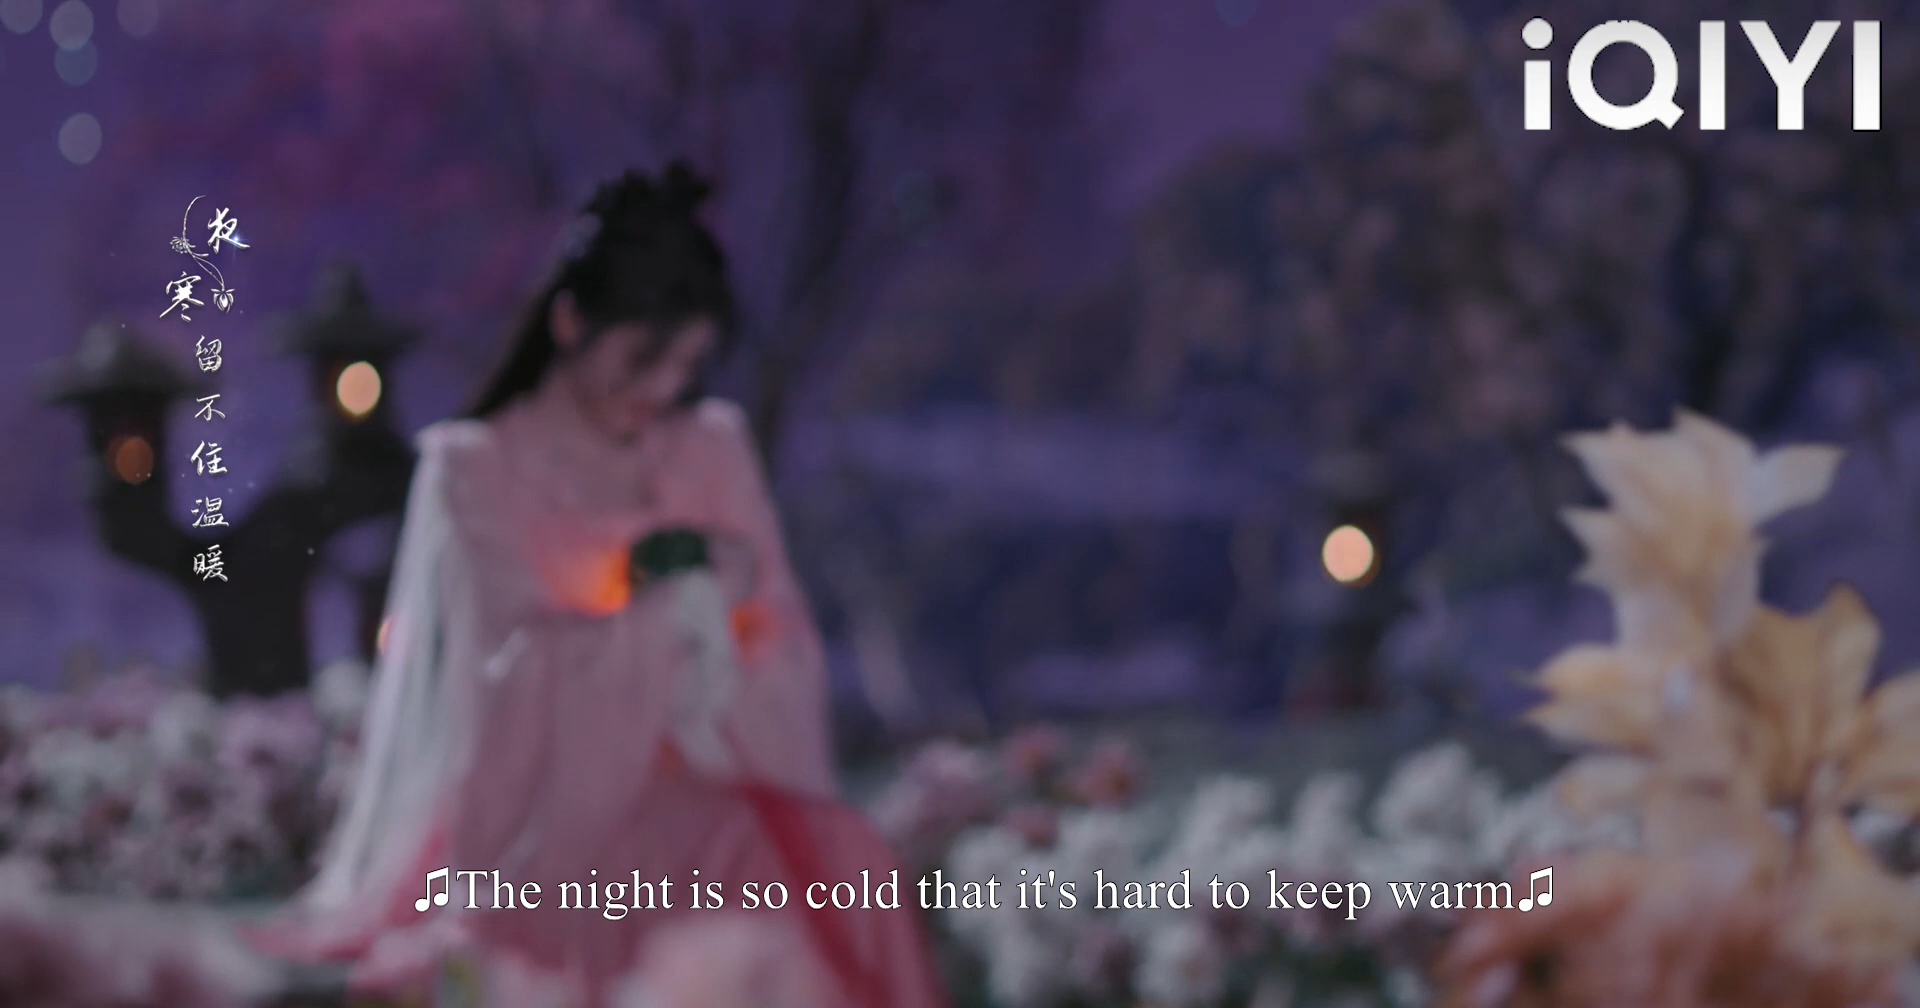 iQIYI
夜寒留不住温暖
♫The night is so cold that it's hard to keep warm♫